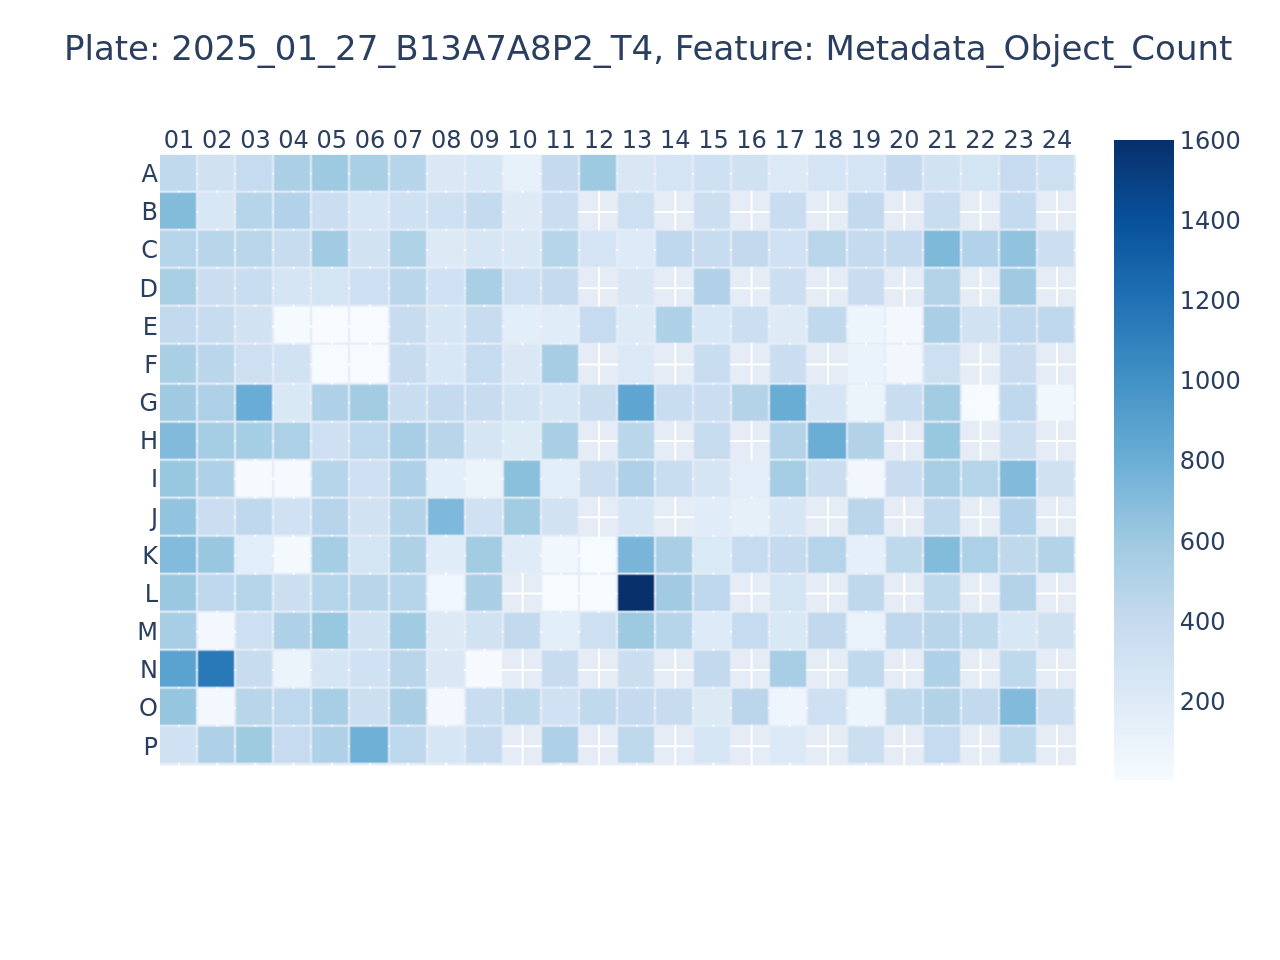 Plate: 2025_01_27_B13A7A8P2_T4, Feature: Metadata_Object_Count
01 02 03 04 05 06 07 08 09 10 11 12 13 14 15 16 17 18 19 20 21 22 23 24
A
B
C
D
E
F
G
H
I
J
K
L
M
N
O
P
1600
1400
1200
1000
800
600
400
200